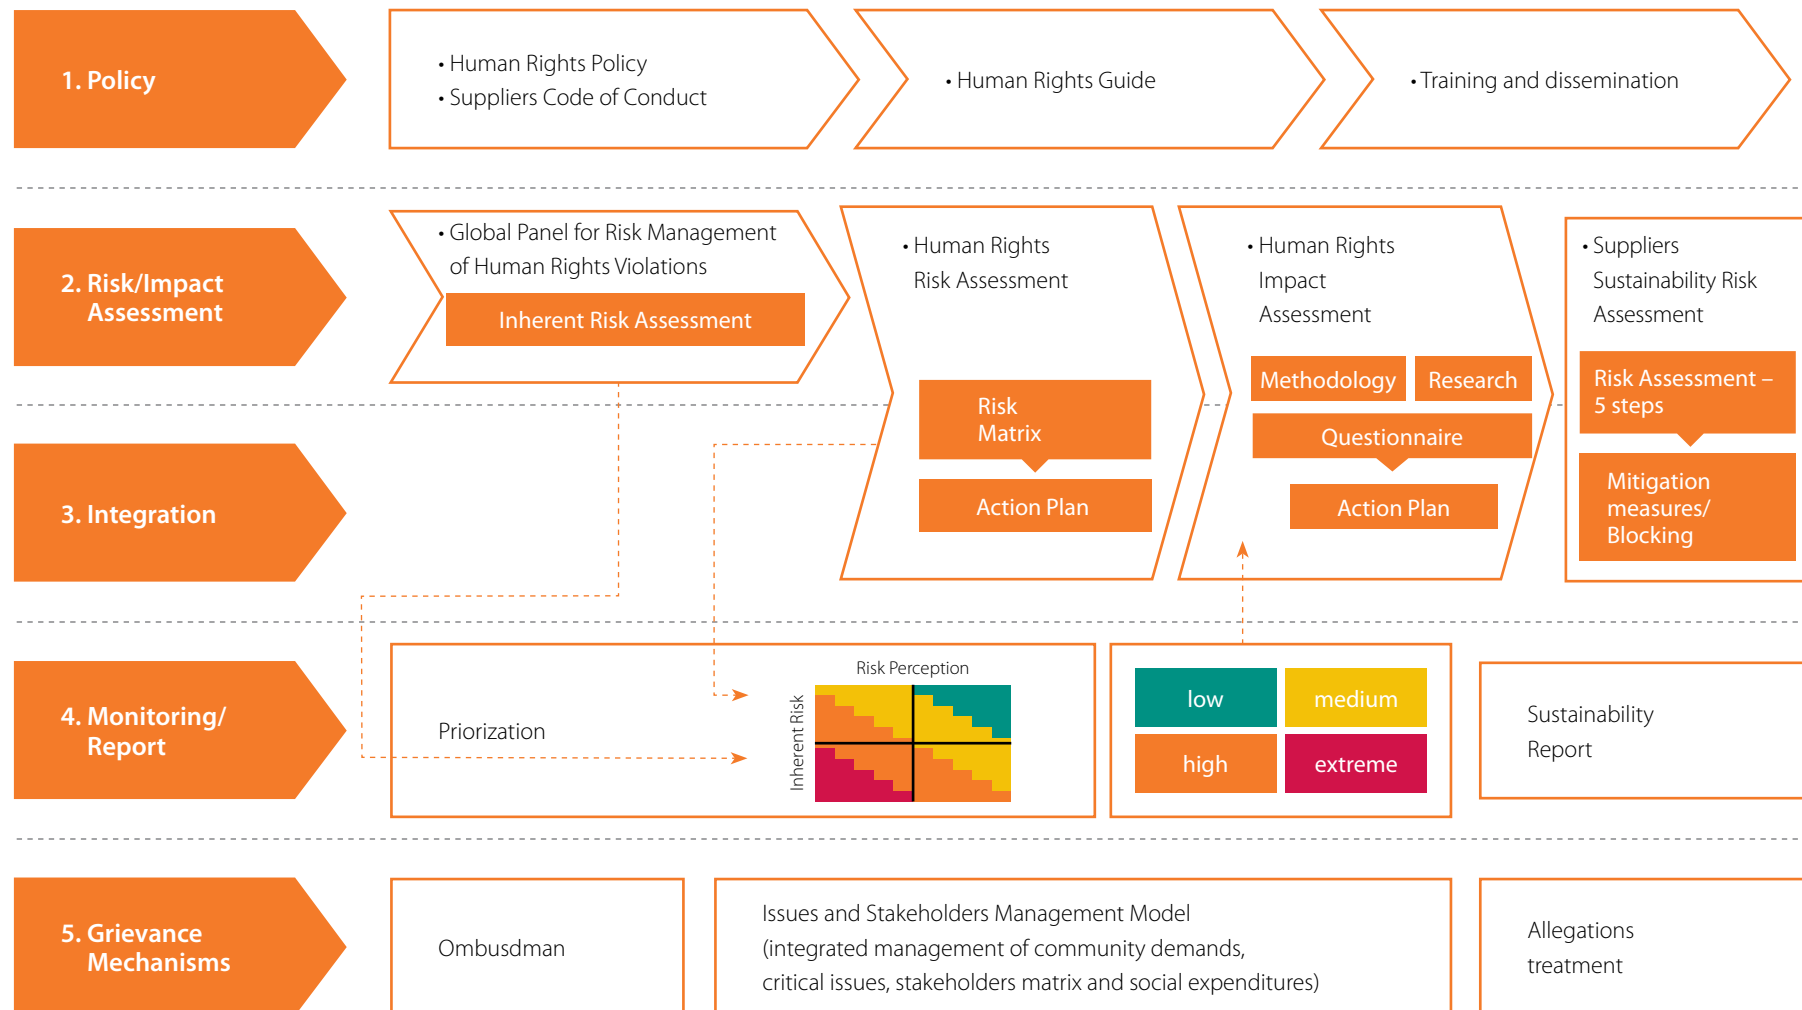 1. Policy
• Human Rights Policy
• Suppliers Code of Conduct
• Human Rights Guide
• Training and dissemination
2. Risk/Impact
Assessment
• Global Panel for Risk Management
of Human Rights Violations
Inherent Risk Assessment
• Human Rights
Risk Assessment
Risk
Matrix
Action Plan
• Human Rights
Impact
Assessment
Methodology
Research
Questionnaire
Action Plan
• Suppliers
Sustainability Risk
Assessment
Risk Assessment –
5 steps
Mitigation
measures/
Blocking
3. Integration
4. Monitoring/
Report
Priorization
Risk Perception
Inherent Risk
low
medium
high
extreme
Sustainability
Report
5. Grievance
Mechanisms
Ombusdman
Issues and Stakeholders Management Model
(integrated management of community demands,
critical issues, stakeholders matrix and social expenditures)
Allegations
treatment